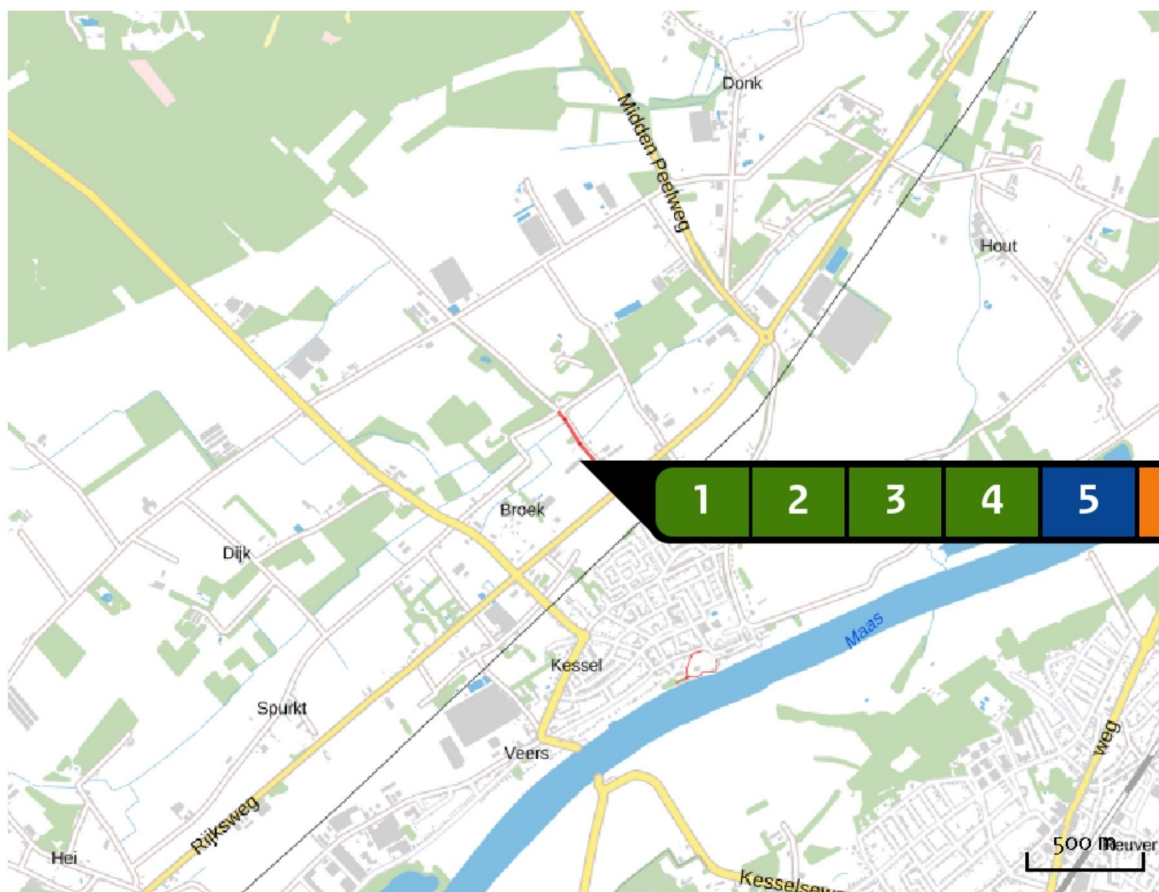 Donk
Midden Peelweg
Hout
1 2 3 4 5
Broek
Dijk
Maas
Kessel
Spurkt
Veers
weg
Rijksweg
500 m
Hei